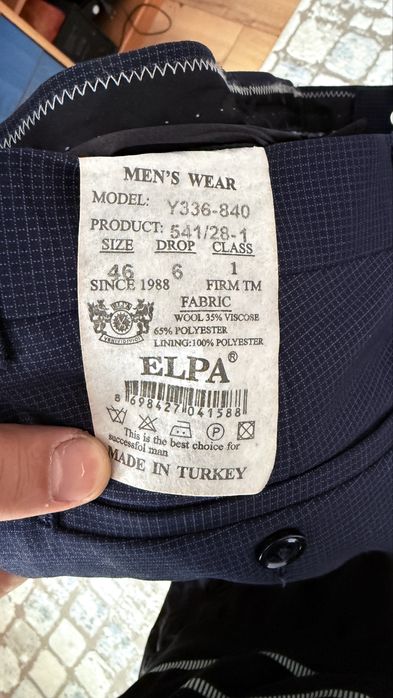 MEN'S WEAR
MODEL: Y336-840
PRODUCT: 541/28-1
SIZE DROP CLASS
46 6 1
SINCE 1988 FIRM TM
FABRIC
WOOL 35% VISCOSE
65% POLYESTER
LINING:100% POLYESTER
ELPA®
8 698427 041588
P
This is the best choice for
successfol man
MADE IN TURKEY